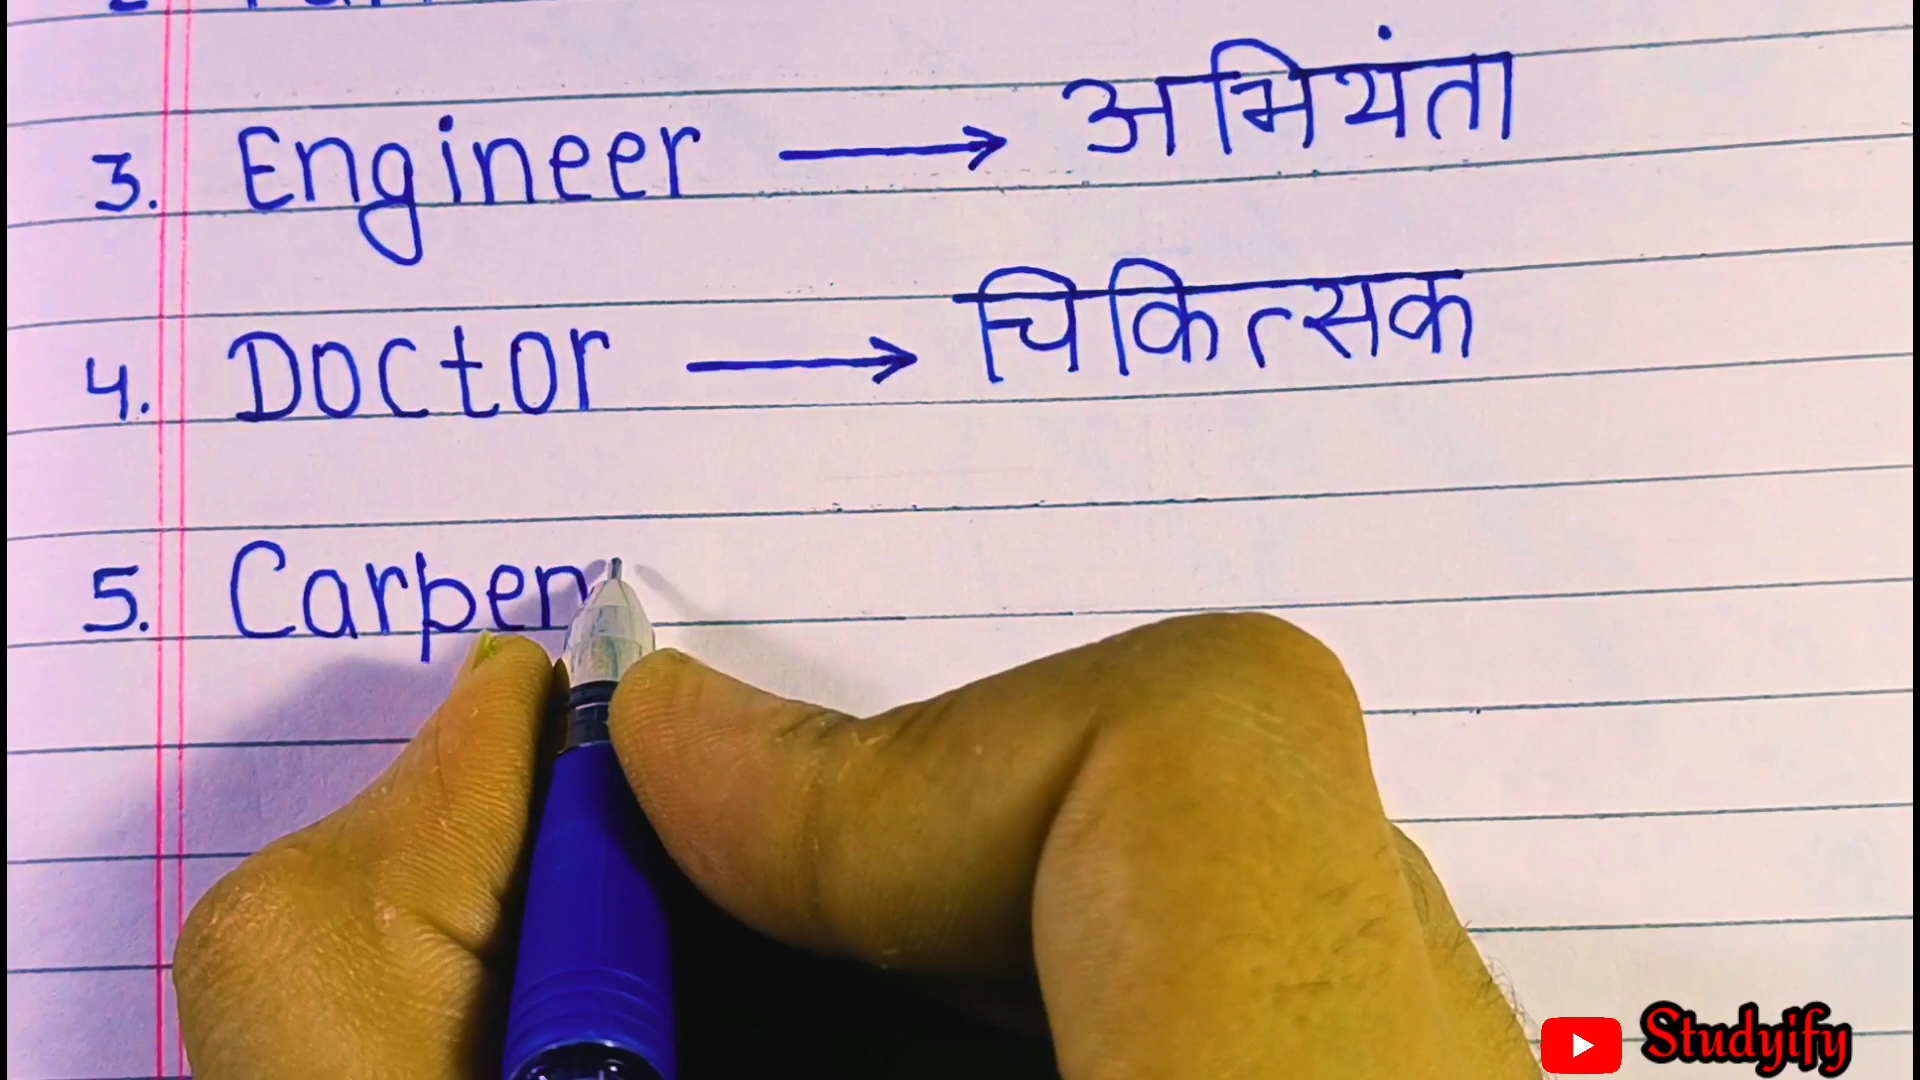 3. Engineer → अभियंता
4. Doctor → चिकित्सक
5. Carpen
Studyify